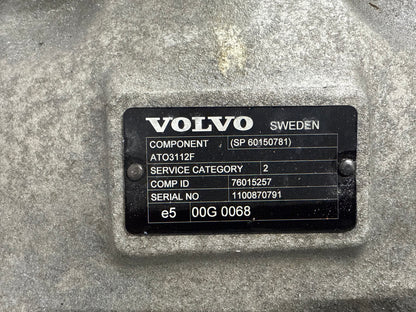 VOLVO SWEDEN
COMPONENT (SP 60150781)
ATO3112F
SERVICE CATEGORY 2
COMP ID 76015257
SERIAL NO 1100870791
e5 00G 0068